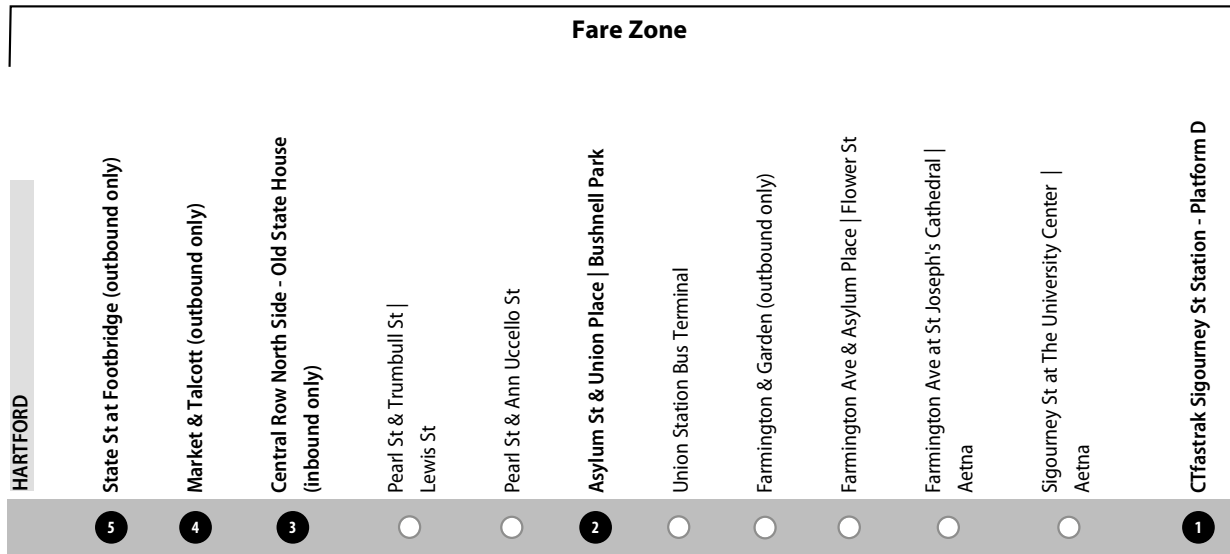 Fare Zone
HARTFORD
State St at Footbridge (outbound only)
Market & Talcott (outbound only)
Central Row North Side - Old State House
(inbound only)
Pearl St & Trumbull St |
Lewis St
Pearl St & Ann Uccello St
Asylum St & Union Place | Bushnell Park
Union Station Bus Terminal
Farmington & Garden (outbound only)
Farmington Ave & Asylum Place | Flower St
Farmington Ave at St Joseph's Cathedral |
Aetna
Sigourney St at The University Center |
Aetna
CTfastrak Sigourney St Station - Platform D
5
4
3
2
1